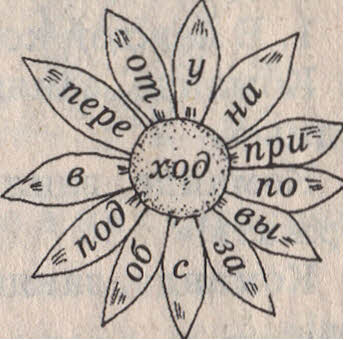 у
на
при
по
вы
за
с
об
под
в
пере
от
ход